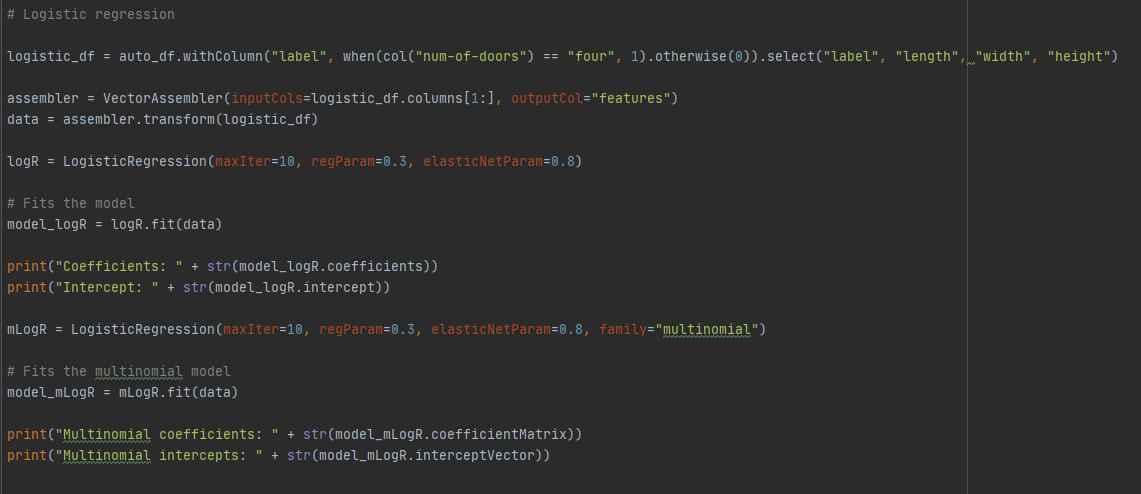 # Logistic regression
logistic_df = auto_df.withColumn("label", when(col("num-of-doors") == "four", 1).otherwise(0)).select("label", "length", "width", "height")
assembler = VectorAssembler(inputCols=logistic_df.columns[1:], outputCol="features")
data = assembler.transform(logistic_df)
logR = LogisticRegression(maxIter=10, regParam=0.3, elasticNetParam=0.8)
# Fits the model
model_logR = logR.fit(data)
print("Coefficients: " + str(model_logR.coefficients))
print("Intercept: " + str(model_logR.intercept))
mLogR = LogisticRegression(maxIter=10, regParam=0.3, elasticNetParam=0.8, family="multinomial")
# Fits the multinomial model
model_mLogR = mLogR.fit(data)
print("Multinomial coefficients: " + str(model_mLogR.coefficientMatrix))
print("Multinomial intercepts: " + str(model_mLogR.interceptVector))